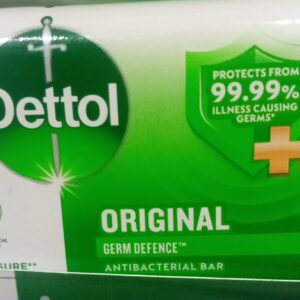 Dettol
PROTECTS FROM
99.99%
ILLNESS CAUSING
GERMS*
ORIGINAL
GERM DEFENCE™
ANTIBACTERIAL BAR